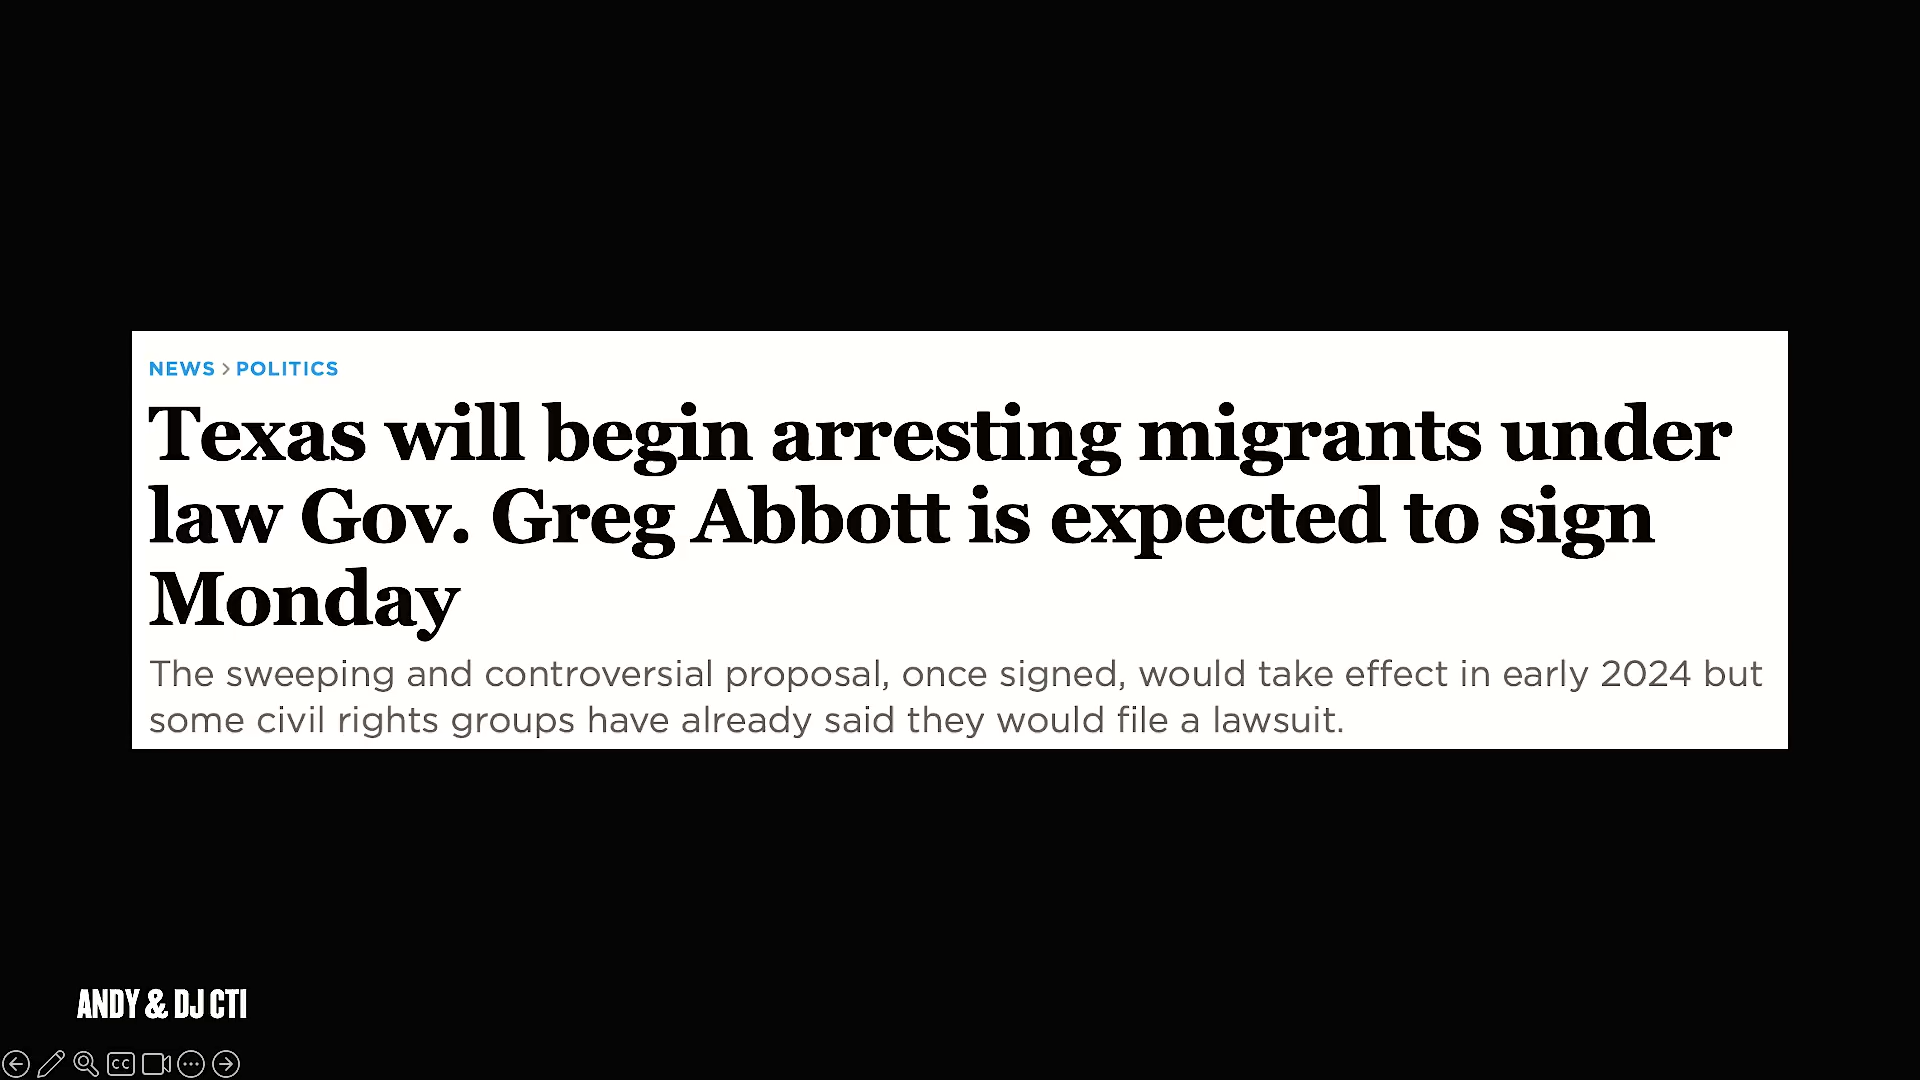 NEWS > POLITICS
Texas will begin arresting migrants under
law Gov. Greg Abbott is expected to sign
Monday
The sweeping and controversial proposal, once signed, would take effect in early 2024 but
some civil rights groups have already said they would file a lawsuit.
ANDY & DJ CTI
CC